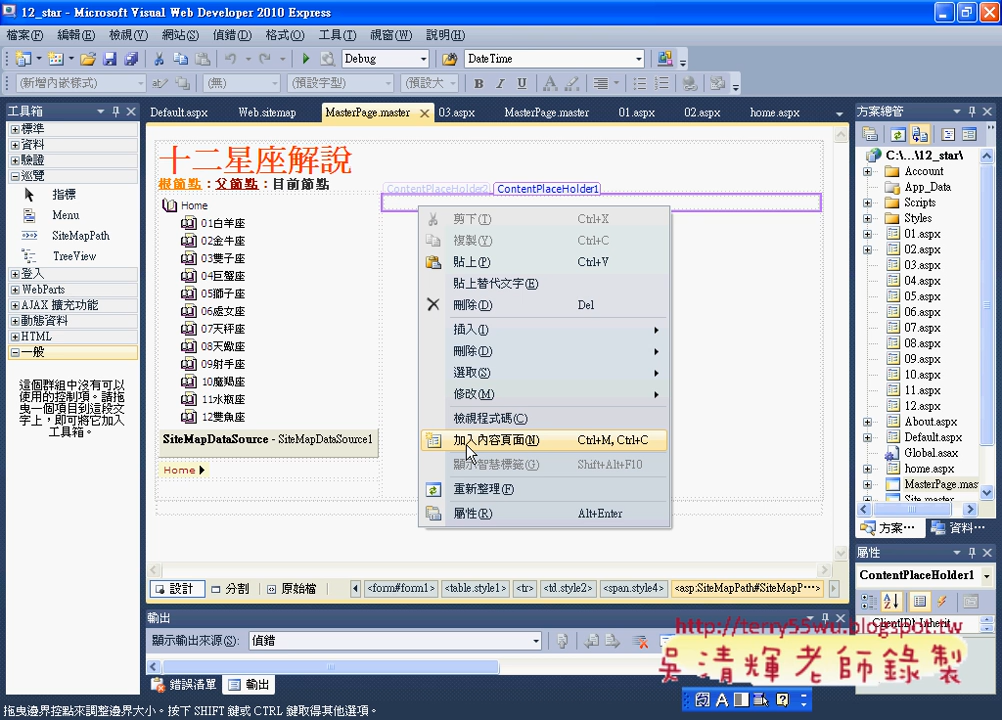 12_star - Microsoft Visual Web Developer 2010 Express
檔案(F) 編輯(E) 檢視(V) 網站(S) 偵錯(D) 格式(O) 工具(T) 視窗(W) 說明(H)
Debug DateTime
(新增內嵌樣式) (無) (預設字型) (預設大 B I U A
工具箱
標準
資料
驗證
巡覽
指標
Menu
SiteMapPath
TreeView
登入
WebParts
AJAX 擴充功能
動態資料
HTML
一般
這個群組中沒有可以
使用的控制項。請拖
曳一個項目到這段文
字上，即可將它加入
工具箱。
Default.aspx Web.sitemap MasterPage.master 03.aspx MasterPage.master 01.aspx 02.aspx home.aspx
十二星座解說
根節點 : 父節點 : 目前節點
ContentPlaceHolder2 ContentPlaceHolder1
Home
01白羊座
02金牛座
03雙子座
04巨蟹座
05獅子座
06處女座
07天秤座
08天蠍座
09射手座
10魔羯座
11水瓶座
12雙魚座
SiteMapDataSource - SiteMapDataSource1
Home
剪下(T) Ctrl+X
複製(Y) Ctrl+C
貼上(P) Ctrl+V
貼上替代文字(E)
刪除(D) Del
插入(I)
刪除(D)
選取(S)
修改(M)
檢視程式碼(C)
加入內容頁面(N) Ctrl+M, Ctrl+C
顯示智慧標籤(G) Shift+Alt+F10
重新整理(F)
屬性(R) Alt+Enter
設計 分割 原始檔 <form#form1> <table.style1> <tr> <td.style2> <span.style4> <asp:SiteMapPath#SiteMapP...>
輸出
顯示輸出來源(S): 偵錯
錯誤清單 輸出
方案總管
C:\...\12_star\
Account
App_Data
Scripts
Styles
01.aspx
02.aspx
03.aspx
04.aspx
05.aspx
06.aspx
07.aspx
08.aspx
09.aspx
10.aspx
11.aspx
12.aspx
About.aspx
Default.aspx
Global.asax
home.aspx
MasterPage.mas
Site.master
方案... 資料...
屬性
ContentPlaceHolder1
ClientID Inherit
http://terry55wu.blogspot.tw
吳清輝老師錄製
拖曳邊界控點來調整邊界大小。按下 SHIFT 鍵或 CTRL 鍵取得其他選項。